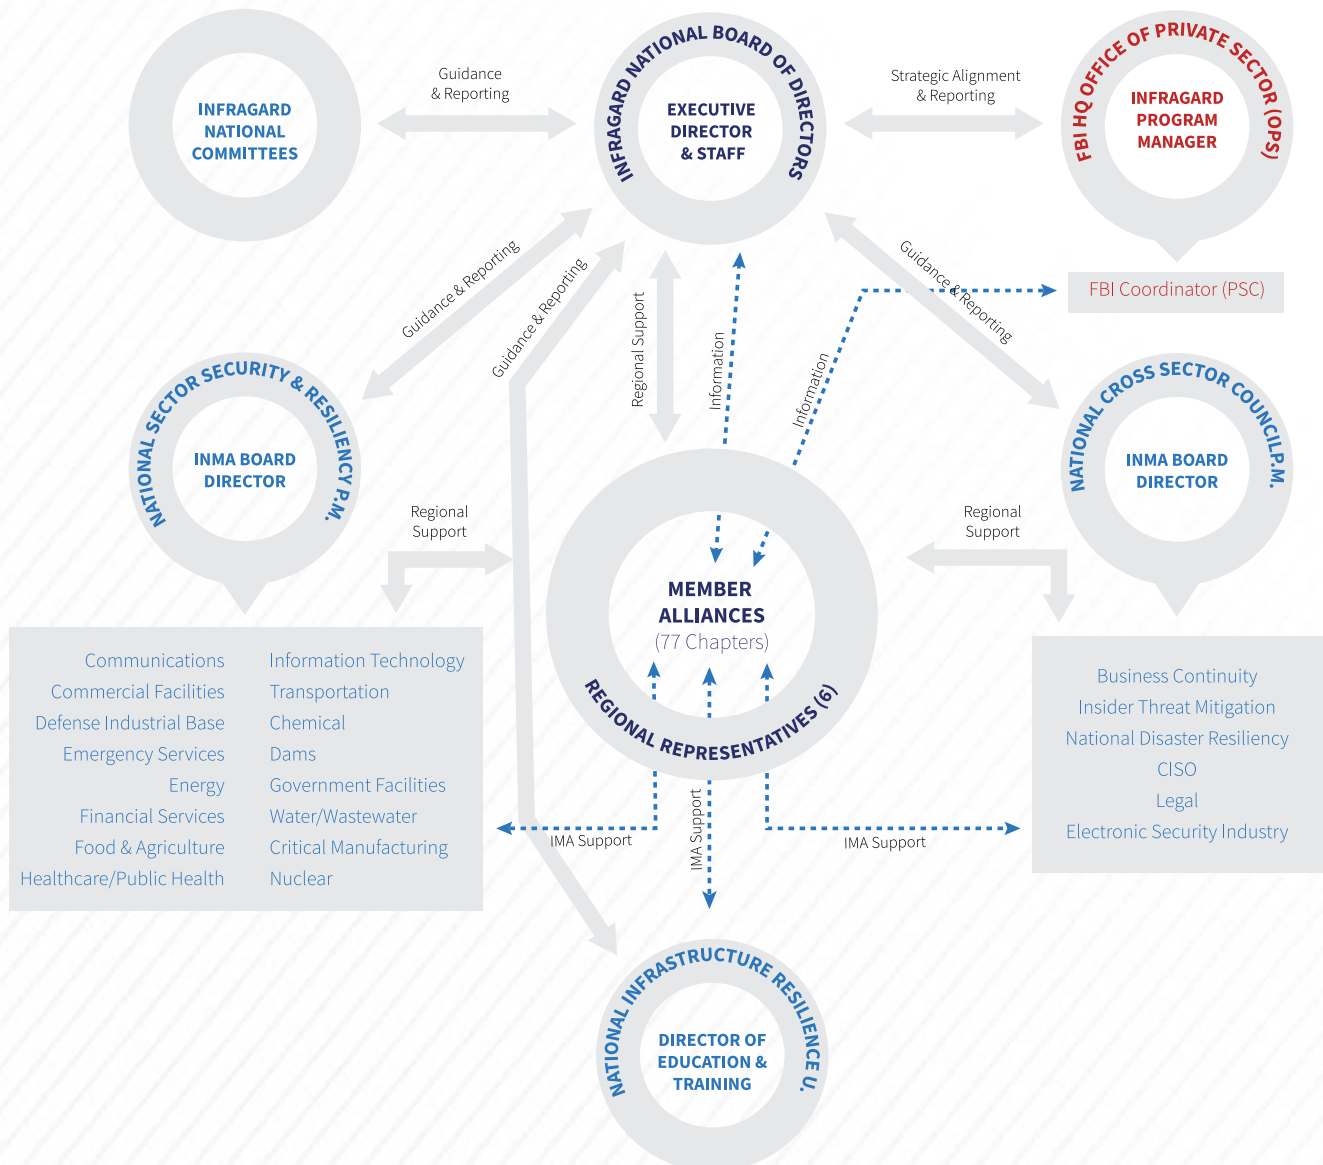 INFRAGARD
NATIONAL
COMMITTEES
Guidance
& Reporting
INFRAGARD NATIONAL BOARD OF DIRECTORS
EXECUTIVE
DIRECTOR
& STAFF
Strategic Alignment
& Reporting
FBI HQ OFFICE OF PRIVATE SECTOR (OPS)
INFRAGARD
PROGRAM
MANAGER
FBI Coordinator (PSC)
Guidance & Reporting
Guidance & Reporting
Regional Support
Information
Information
Guidance & Reporting
NATIONAL SECTOR SECURITY & RESILIENCY P.M.
INMA BOARD
DIRECTOR
NATIONAL CROSS SECTOR COUNCILP.M.
INMA BOARD
DIRECTOR
Regional
Support
Regional
Support
MEMBER
ALLIANCES
(77 Chapters)
REGIONAL REPRESENTATIVES (6)
Communications
Commercial Facilities
Defense Industrial Base
Emergency Services
Energy
Financial Services
Food & Agriculture
Healthcare/Public Health
Information Technology
Transportation
Chemical
Dams
Government Facilities
Water/Wastewater
Critical Manufacturing
Nuclear
Business Continuity
Insider Threat Mitigation
National Disaster Resiliency
CISO
Legal
Electronic Security Industry
IMA Support
IMA Support
IMA Support
NATIONAL INFRASTRUCTURE RESILIENCE U.
DIRECTOR OF
EDUCATION &
TRAINING